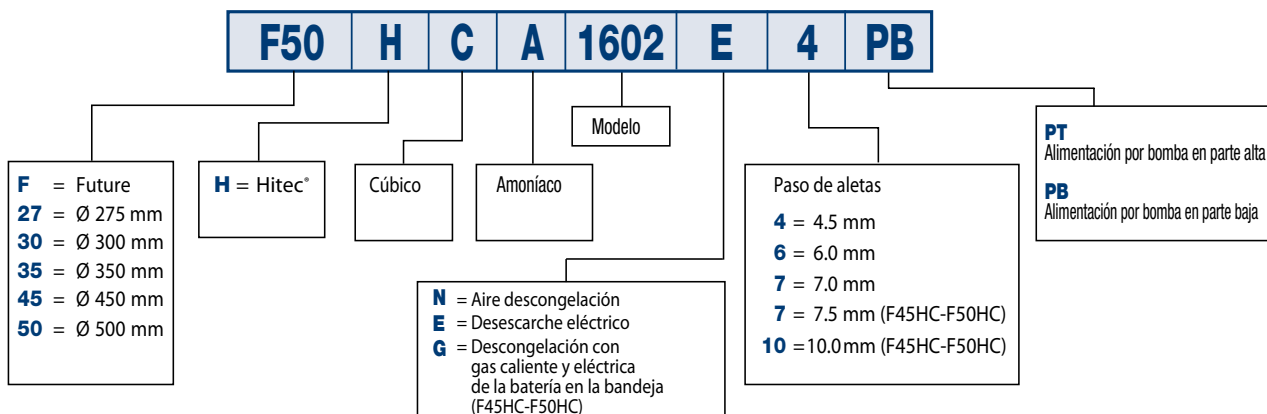 F50 H C A 1602 E 4 PB
F = Future
27 = Ø 275 mm
30 = Ø 300 mm
35 = Ø 350 mm
45 = Ø 450 mm
50 = Ø 500 mm
H = Hitec®
Cúbico
Amoníaco
Modelo
N = Aire descongelación
E = Desescarche eléctrico
G = Descongelación con
gas caliente y eléctrica
de la batería en la bandeja
(F45HC-F50HC)
Paso de aletas
4 = 4.5 mm
6 = 6.0 mm
7 = 7.0 mm
7 = 7.5 mm (F45HC-F50HC)
10 =10.0mm (F45HC-F50HC)
PT
Alimentación por bomba en parte alta
PB
Alimentación por bomba en parte baja